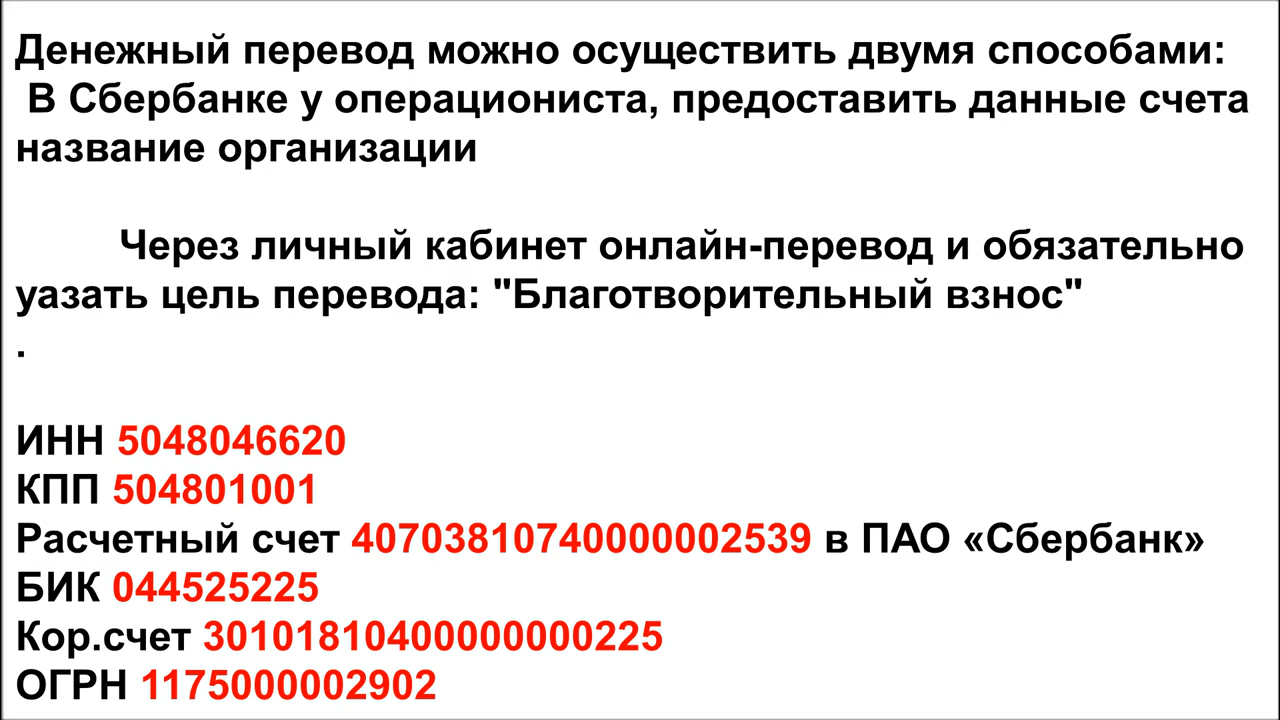 Денежный перевод можно осуществить двумя способами:
В Сбербанке у операциониста, предоставить данные счета
название организации
Через личный кабинет онлайн-перевод и обязательно
уазать цель перевода: "Благотворительный взнос"
.
ИНН 5048046620
КПП 504801001
Расчетный счет 40703810740000002539 в ПАО «Сбербанк»
БИК 044525225
Кор.счет 30101810400000000225
ОГРН 1175000002902